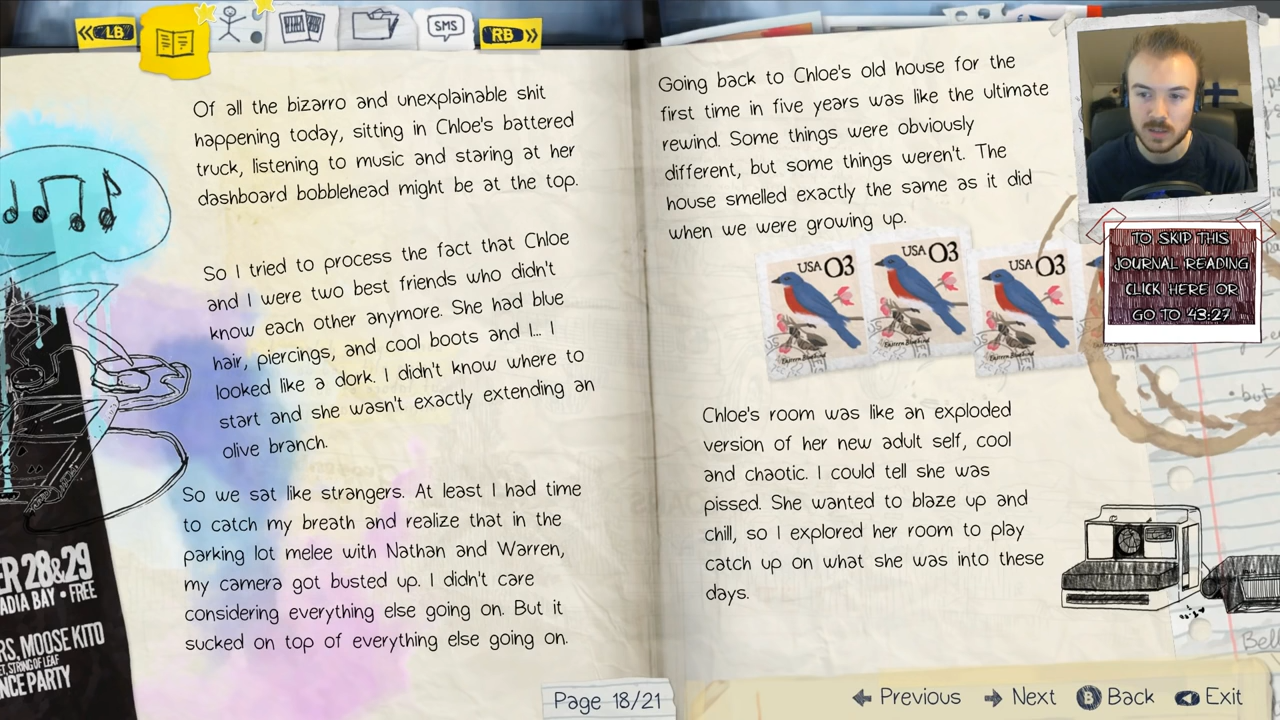 LB
SMS
RB
Of all the bizarro and unexplainable shit
happening today, sitting in Chloe's battered
truck, listening to music and staring at her
dashboard bobblehead might be at the top.
So I tried to process the fact that Chloe
and I were two best friends who didn't
know each other anymore. She had blue
hair, piercings, and cool boots and I... I
looked like a dork. I didn't know where to
start and she wasn't exactly extending an
olive branch.
So we sat like strangers. At least I had time
to catch my breath and realize that in the
parking lot melee with Nathan and Warren,
my camera got busted up. I didn't care
considering everything else going on. But it
sucked on top of everything else going on.
ER 28&29
ADIA BAY • FREE
RS, MOOSE KITO
ET, STRING OF LEAF
NCE PARTY
Going back to Chloe's old house for the
first time in five years was like the ultimate
rewind. Some things were obviously
different, but some things weren't. The
house smelled exactly the same as it did
when we were growing up.
USA 03
USA 03
USA 03
Eastern Bluebird
Eastern Bluebird
Eastern Bluebird
Chloe's room was like an exploded
version of her new adult self, cool
and chaotic. I could tell she was
pissed. She wanted to blaze up and
chill, so I explored her room to play
catch up on what she was into these
days.
TO SKIP THIS
JOURNAL READING
CLICK HERE OR
GO TO 43:27
• but
Bel
Page 18/21
Previous
Next
B Back
Exit